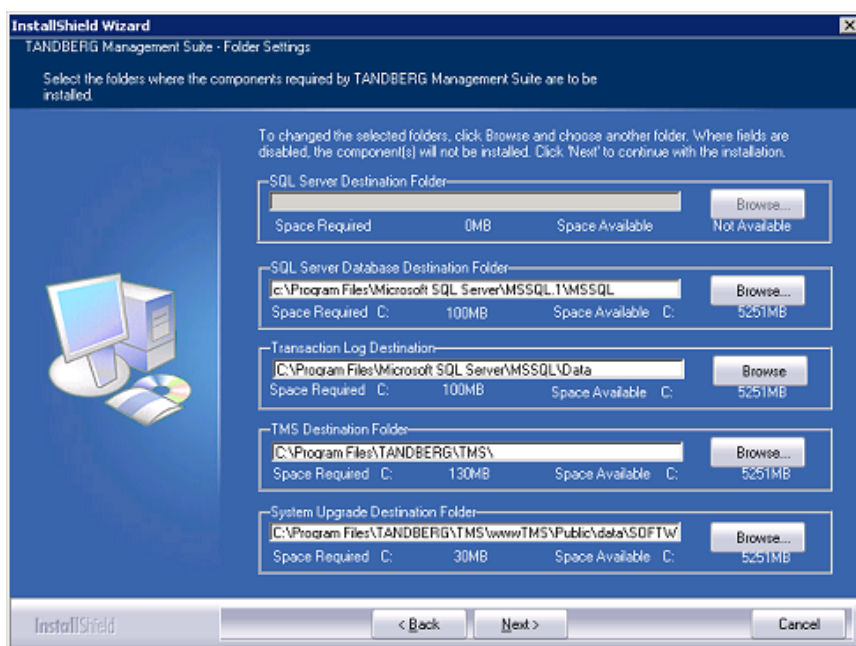 InstallShield Wizard
TANDBERG Management Suite - Folder Settings
Select the folders where the components required by TANDBERG Management Suite are to be
installed.
To changed the selected folders, click Browse and choose another folder. Where fields are
disabled, the component(s) will not be installed. Click 'Next' to continue with the installation.
SQL Server Destination Folder
Browse...
Space Required 0MB Space Available Not Available
SQL Server Database Destination Folder
c:\Program Files\Microsoft SQL Server\MSSQL.1\MSSQL Browse...
Space Required C: 100MB Space Available C: 5251MB
Transaction Log Destination
C:\Program Files\Microsoft SQL Server\MSSQL\Data Browse
Space Required C: 100MB Space Available C: 5251MB
TMS Destination Folder
C:\Program Files\TANDBERG\TMS\ Browse...
Space Required C: 130MB Space Available C: 5251MB
System Upgrade Destination Folder
C:\Program Files\TANDBERG\TMS\wwwTMS\Public\data\SOFTW Browse...
Space Required C: 30MB Space Available C: 5251MB
InstallShield < Back Next > Cancel